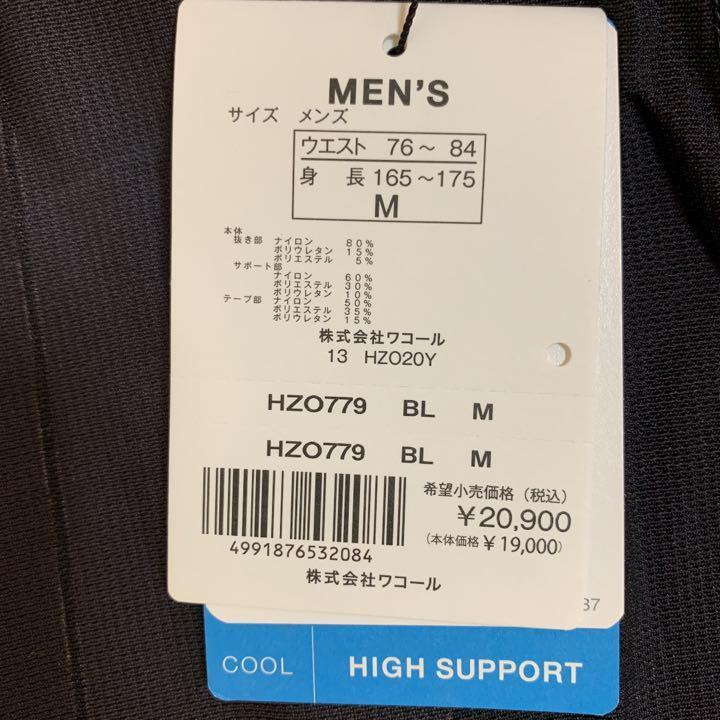 MEN'S
サイズ メンズ
ウエスト 76～84
身長 165～175
M
本体
抜き部 ナイロン 80%
ポリウレタン 15%
ポリエステル 5%
サポート部
ナイロン 60%
ポリエステル 30%
ポリウレタン 10%
テープ部 ナイロン 50%
ポリエステル 35%
ポリウレタン 15%
株式会社ワコール
13 HZO20Y
HZO779 BL M
HZO779 BL M
希望小売価格（税込）
¥20,900
（本体価格¥19,000）
4991876532084
株式会社ワコール
37
COOL HIGH SUPPORT